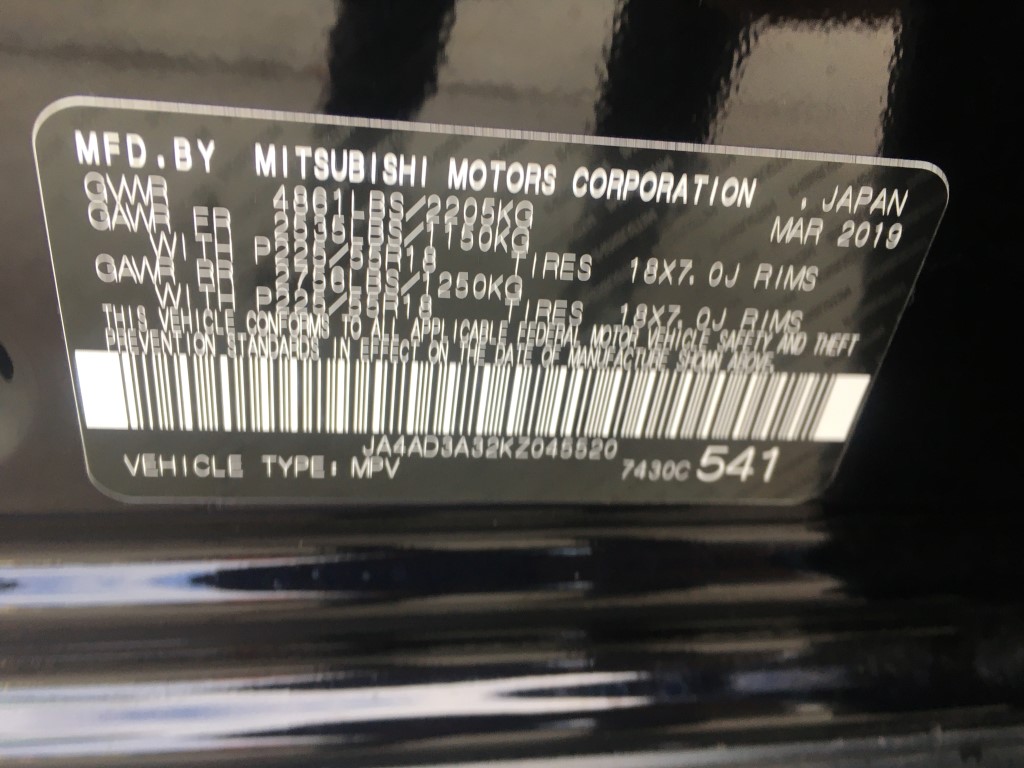 MFD.BY MITSUBISHI MOTORS CORPORATION , JAPAN
GVWR 4861LBS/2205KG MAR 2019
GAWR FR 2535LBS/1150KG
WITH P225/55R18 TIRES 18X7.0J RIMS
GAWR RR 2756LBS/1250KG
WITH P225/55R18 TIRES 18X7.0J RIMS
THIS VEHICLE CONFORMS TO ALL APPLICABLE FEDERAL MOTOR VEHICLE SAFETY AND THEFT
PREVENTION STANDARDS IN EFFECT ON THE DATE OF MANUFACTURE SHOWN ABOVE.
JA4AD3A32KZ045520
VEHICLE TYPE: MPV 7430C 541